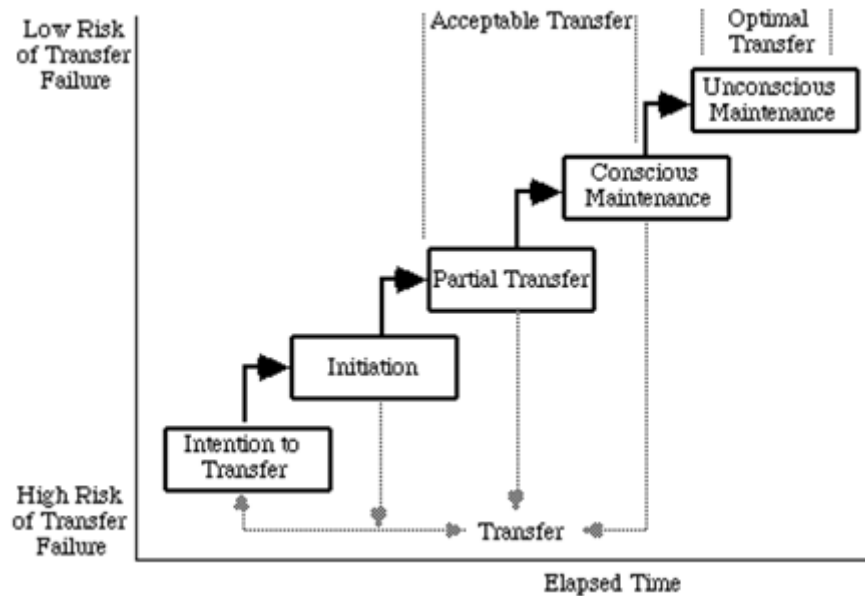 Low Risk
of Transfer
Failure
Acceptable Transfer
Optimal
Transfer
Unconscious
Maintenance
Conscious
Maintenance
Partial Transfer
Initiation
Intention to
Transfer
High Risk
of Transfer
Failure
Transfer
Elapsed Time